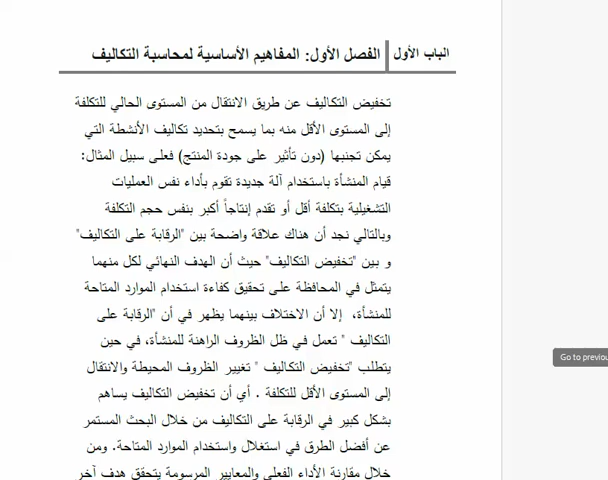 الباب الأول
الفصل الأول: المفاهيم الأساسية لمحاسبة التكاليف
تخفيض التكاليف عن طريق الانتقال من المستوى الحالي للتكلفة
إلى المستوى الأقل منه بما يسمح بتحديد تكاليف الأنشطة التي
يمكن تجنبها (دون تأثير على جودة المنتج) فعلى سبيل المثال:
قيام المنشأة باستخدام آلة جديدة تقوم بأداء نفس العمليات
التشغيلية بتكلفة أقل أو تقدم إنتاجاً أكبر بنفس حجم التكلفة
وبالتالي نجد أن هناك علاقة واضحة بين "الرقابة على التكاليف"
و بين "تخفيض التكاليف" حيث أن الهدف النهائي لكل منهما
يتمثل في المحافظة على تحقيق كفاءة استخدام الموارد المتاحة
للمنشأة، إلا أن الاختلاف بينهما يظهر في أن "الرقابة على
التكاليف " تعمل في ظل الظروف الراهنة للمنشأة، في حين
يتطلب "تخفيض التكاليف " تغيير الظروف المحيطة والانتقال
إلى المستوى الأقل للتكلفة . أي أن تخفيض التكاليف يساهم
بشكل كبير في الرقابة على التكاليف من خلال البحث المستمر
عن أفضل الطرق في استغلال واستخدام الموارد المتاحة. ومن
خلال مقارنة الأداء الفعلي والمعايير المرسومة يتحقق هدف آخر
Go to previou